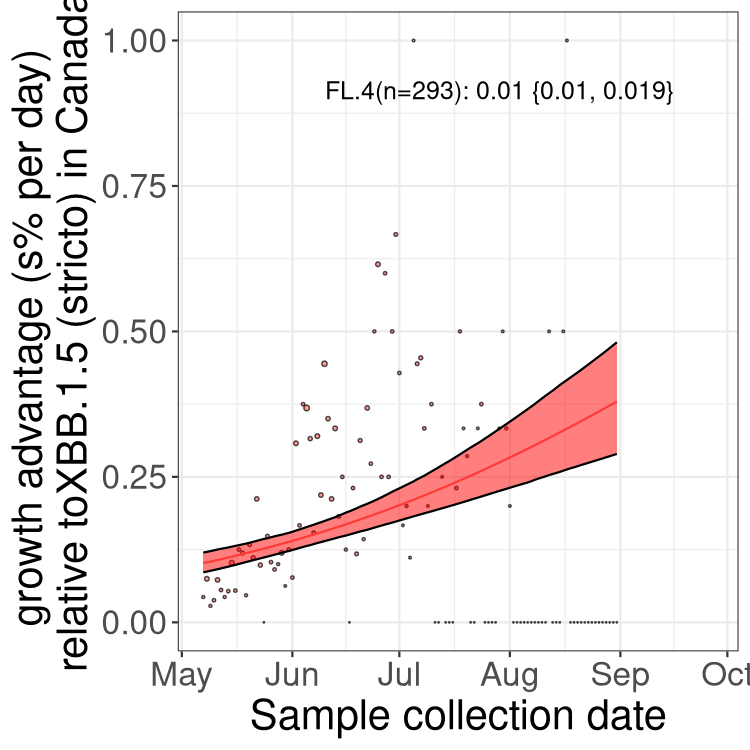 growth advantage (s% per day)
relative toXBB.1.5 (stricto) in Canada
1.00
0.75
0.50
0.25
0.00
FL.4(n=293): 0.01 {0.01, 0.019}
May Jun Jul Aug Sep Oct
Sample collection date